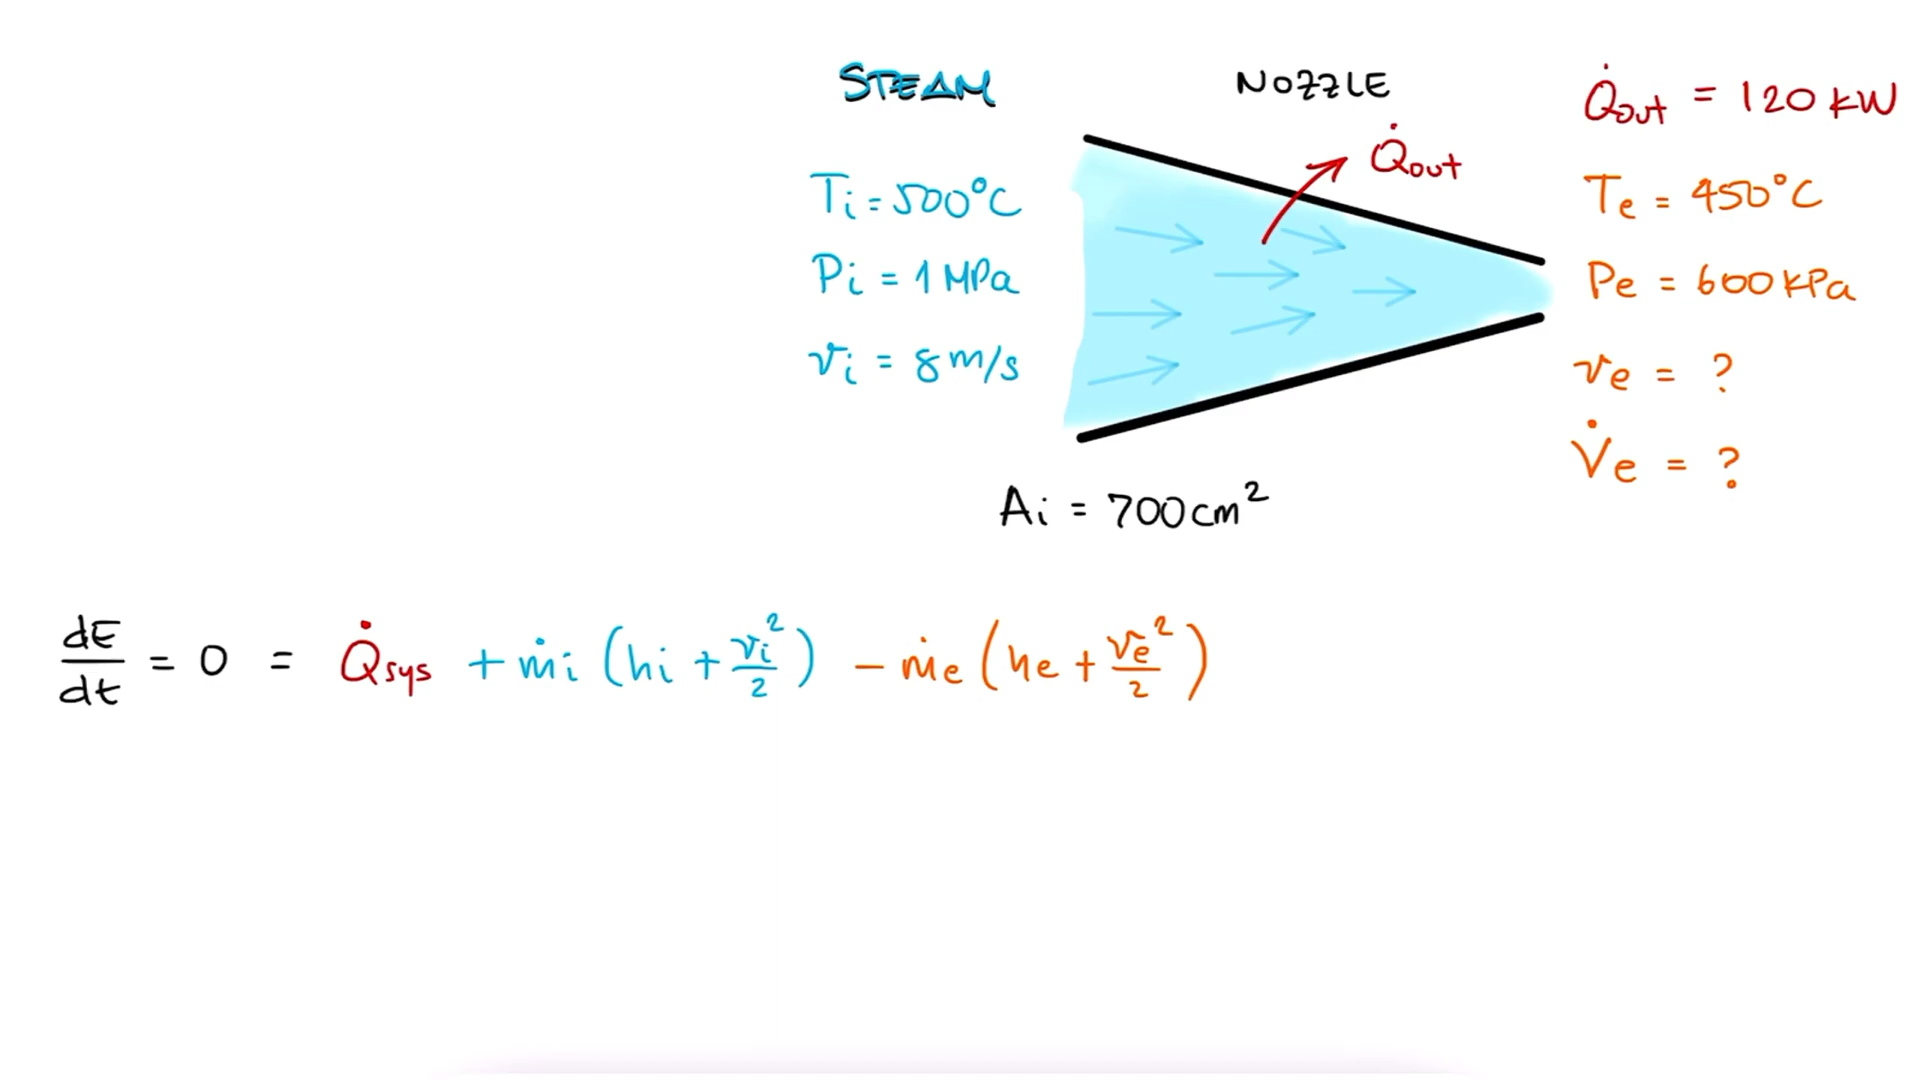 STEAM
NOZZLE
Q̇out = 120 kW
Q̇out
Ti = 500°C
Te = 450°C
Pi = 1 MPa
Pe = 600 kPa
vi = 8 m/s
ve = ?
V̇e = ?
Ai = 700 cm²
dE/dt = 0 = Q̇sys + ṁi (hi + vi²/2) − ṁe (he + ve²/2)